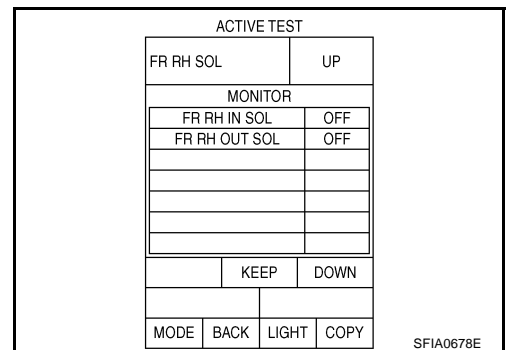 ACTIVE TEST
FR RH SOL UP
MONITOR
FR RH IN SOL OFF
FR RH OUT SOL OFF
KEEP DOWN
MODE BACK LIGHT COPY
SFIA0678E